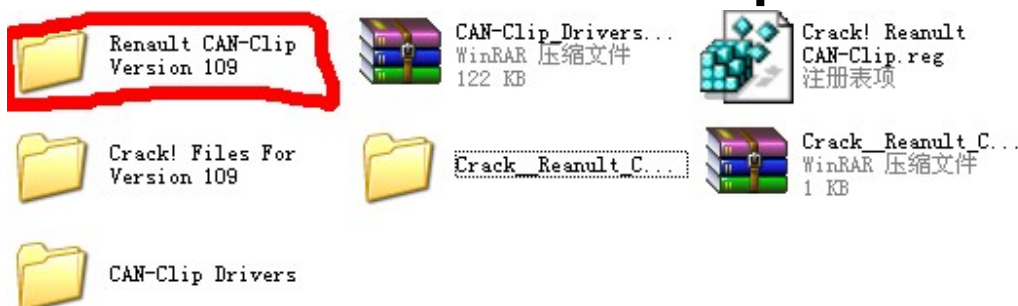 Renault CAN-Clip
Version 109
CAN-Clip_Drivers...
WinRAR 压缩文件
122 KB
Crack! Reanult
CAN-Clip.reg
注册表项
Crack! Files For
Version 109
Crack__Reanult_C...
Crack__Reanult_C...
WinRAR 压缩文件
1 KB
CAN-Clip Drivers